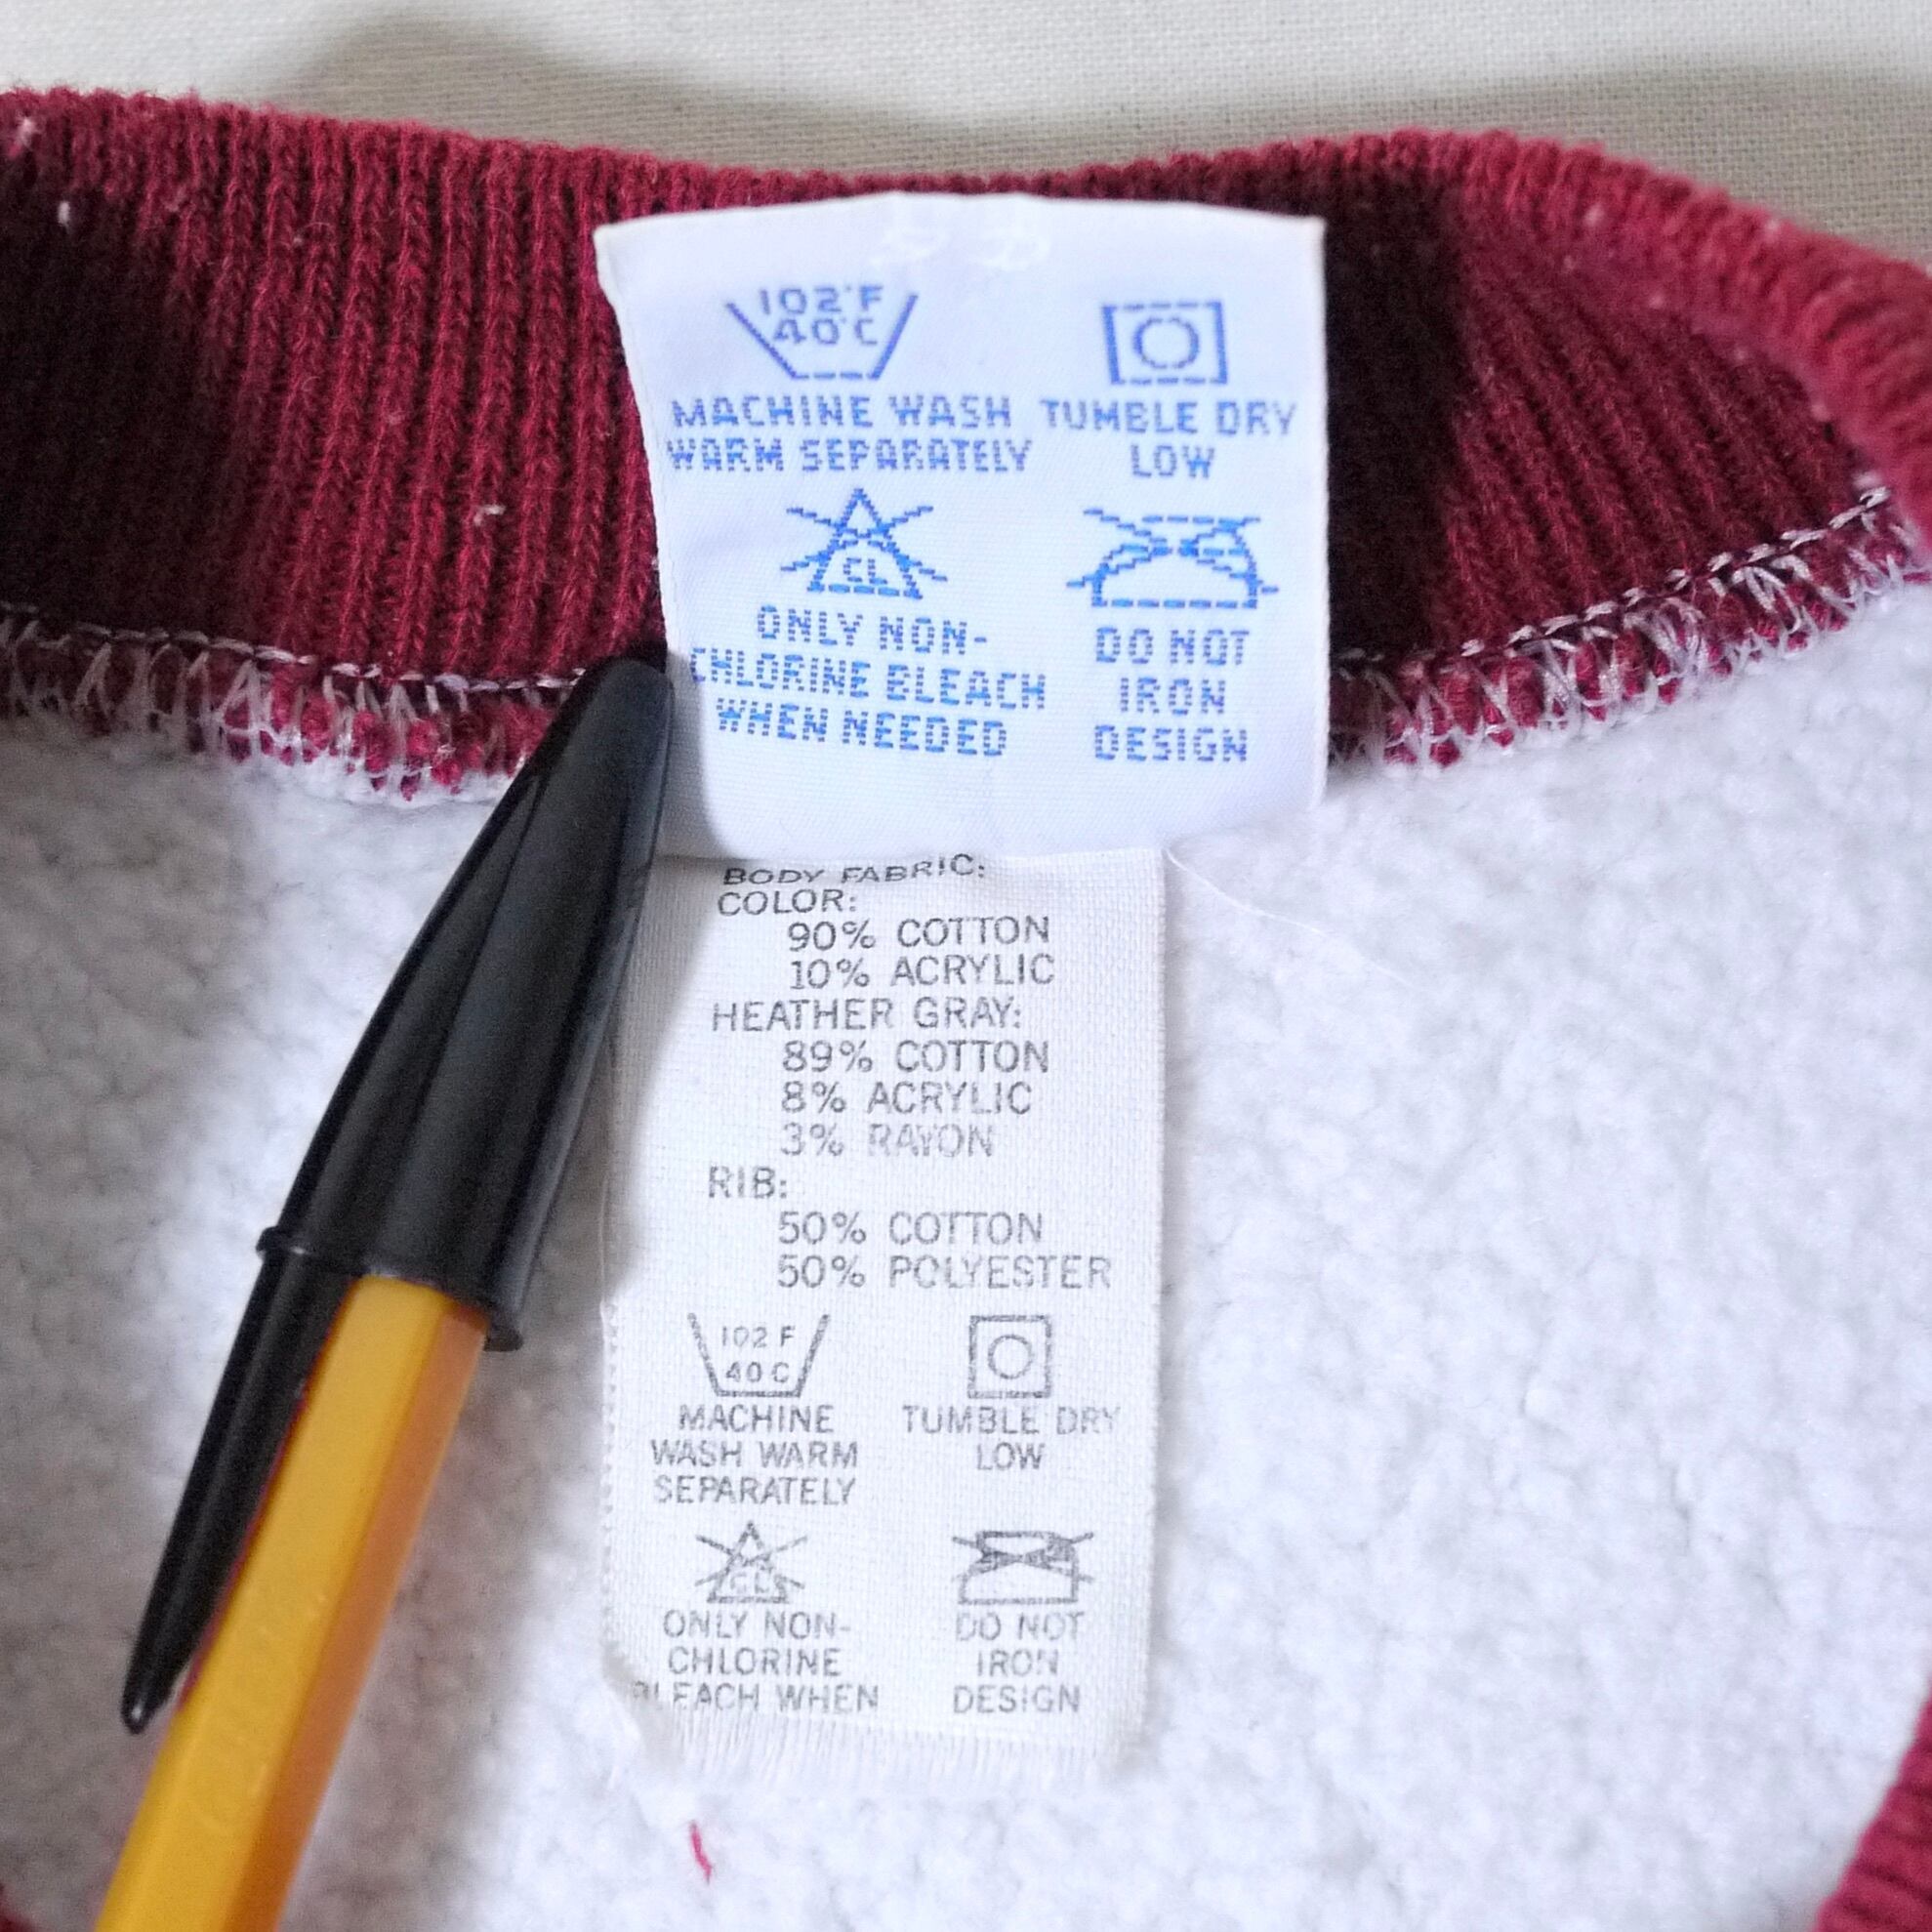 102°F
40°C
MACHINE WASH
WARM SEPARATELY
TUMBLE DRY
LOW
CL
ONLY NON-
CHLORINE BLEACH
WHEN NEEDED
DO NOT
IRON
DESIGN
BODY FABRIC:
COLOR:
90% COTTON
10% ACRYLIC
HEATHER GRAY:
89% COTTON
8% ACRYLIC
3% RAYON
RIB:
50% COTTON
50% POLYESTER
102 F
40 C
MACHINE
WASH WARM
SEPARATELY
TUMBLE DRY
LOW
CL
ONLY NON-
CHLORINE
BLEACH WHEN
DO NOT
IRON
DESIGN